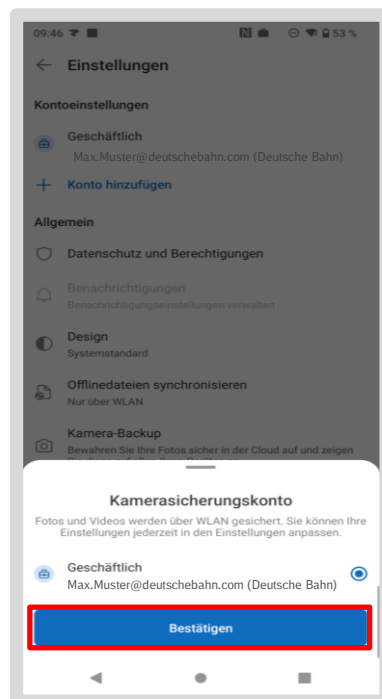 09:46 53 %
Einstellungen
Kontoeinstellungen
Geschäftlich
Max.Muster@deutschebahn.com (Deutsche Bahn)
Konto hinzufügen
Allgemein
Datenschutz und Berechtigungen
Benachrichtigungen
Benachrichtigungseinstellungen verwalten
Design
Systemstandard
Offlinedateien synchronisieren
Nur über WLAN
Kamera-Backup
Bewahren Sie Ihre Fotos sicher in der Cloud auf und zeigen
Kamerasicherungskonto
Fotos und Videos werden über WLAN gesichert. Sie können Ihre
Einstellungen jederzeit in den Einstellungen anpassen.
Geschäftlich
Max.Muster@deutschebahn.com (Deutsche Bahn)
Bestätigen